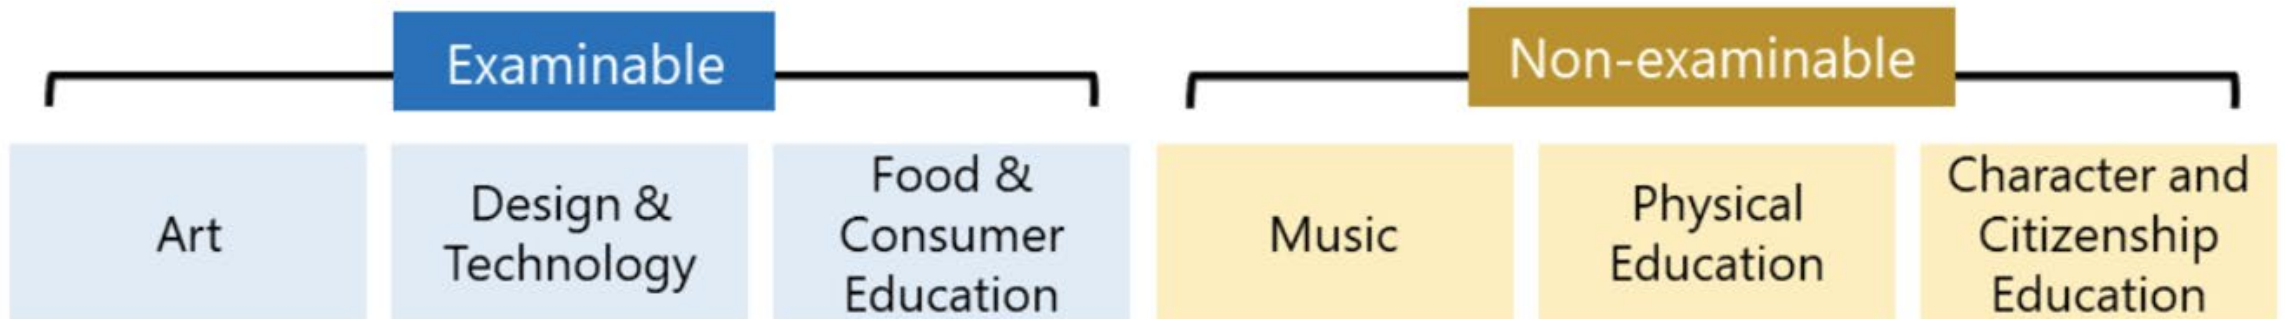 Examinable
Non-examinable
Art
Design &
Technology
Food &
Consumer
Education
Music
Physical
Education
Character and
Citizenship
Education